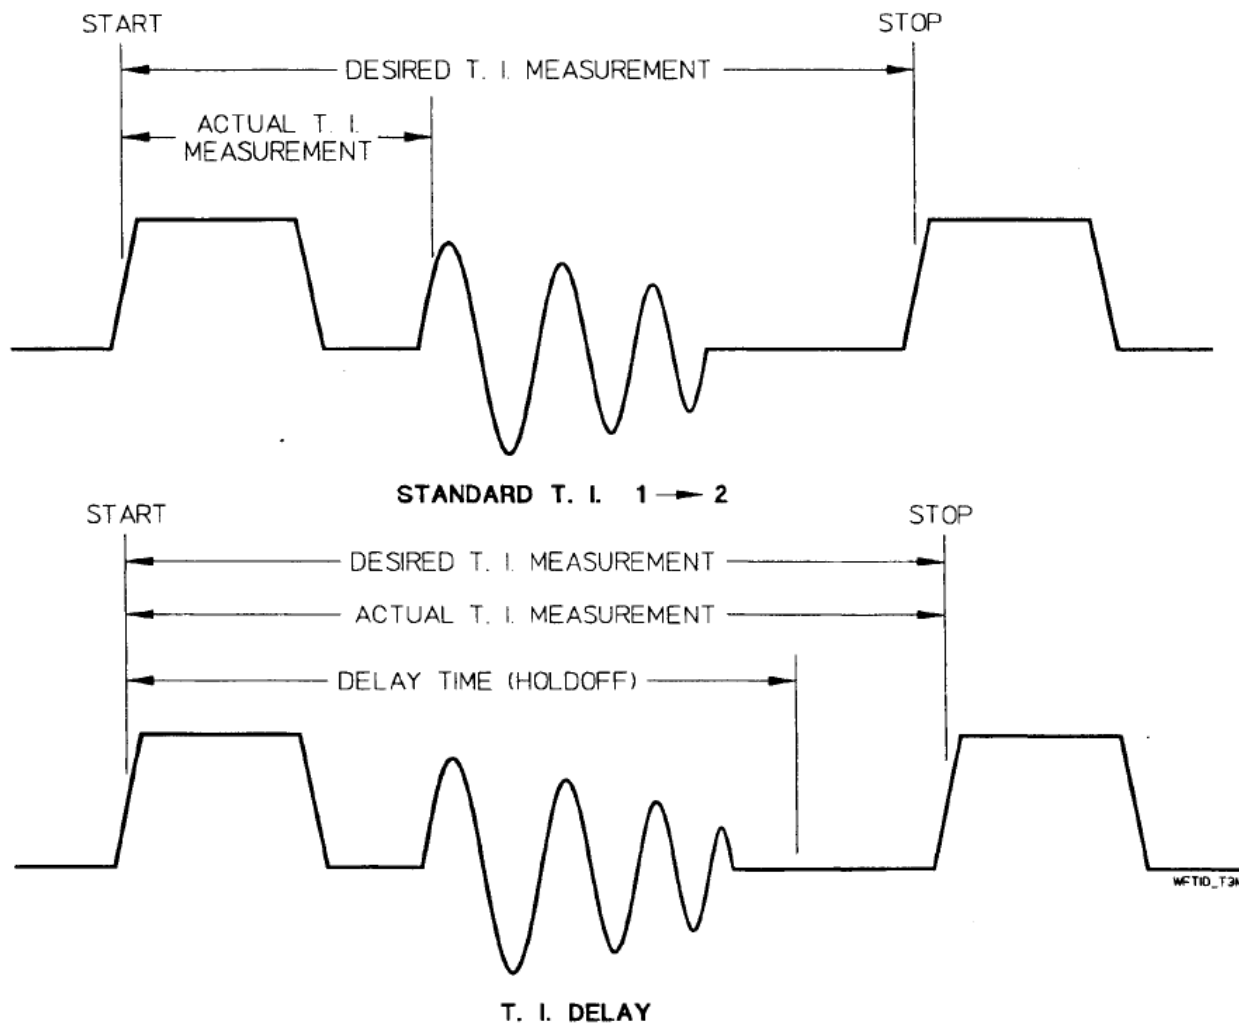 START
STOP
DESIRED T. I. MEASUREMENT
ACTUAL T. I.
MEASUREMENT
STANDARD T. I. 1 → 2
START
STOP
DESIRED T. I. MEASUREMENT
ACTUAL T. I. MEASUREMENT
DELAY TIME (HOLDOFF)
T. I. DELAY